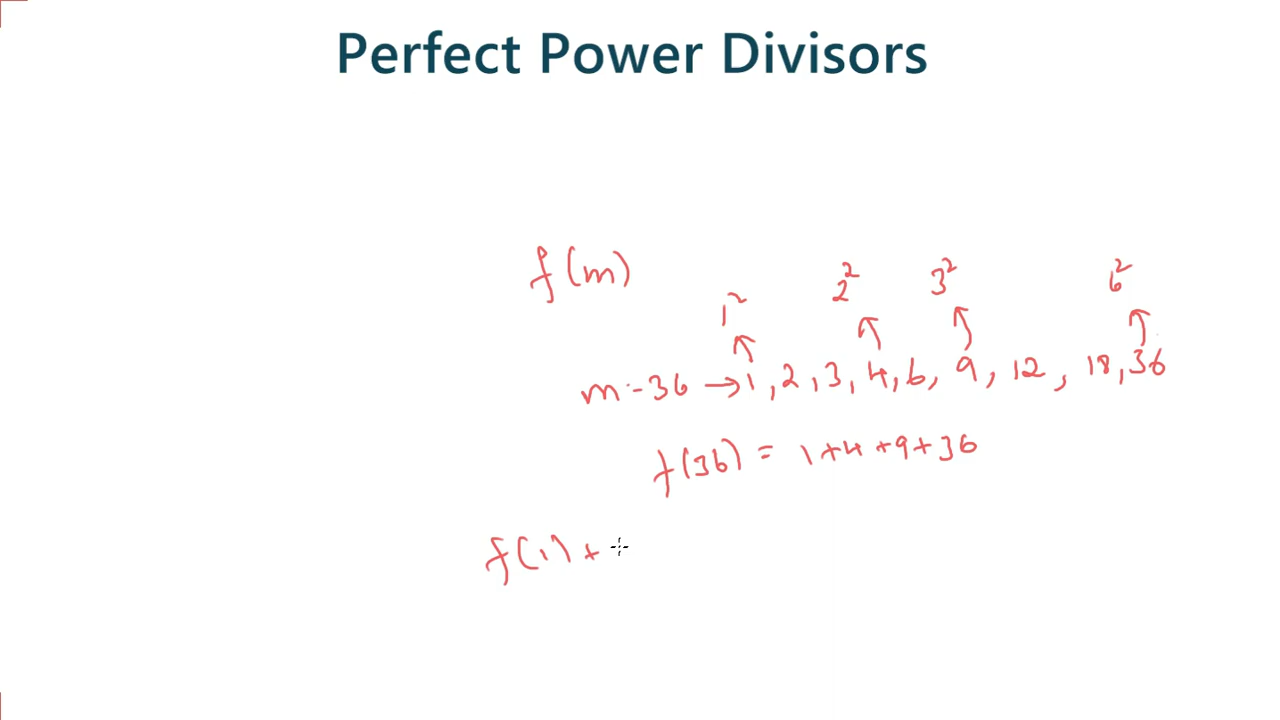 Perfect Power Divisors
f(m)
1² 2² 3² 6²
m:-36 → 1, 2, 3, 4, 6, 9, 12, 18, 36
f(36) = 1+4+9+36
f(1) +